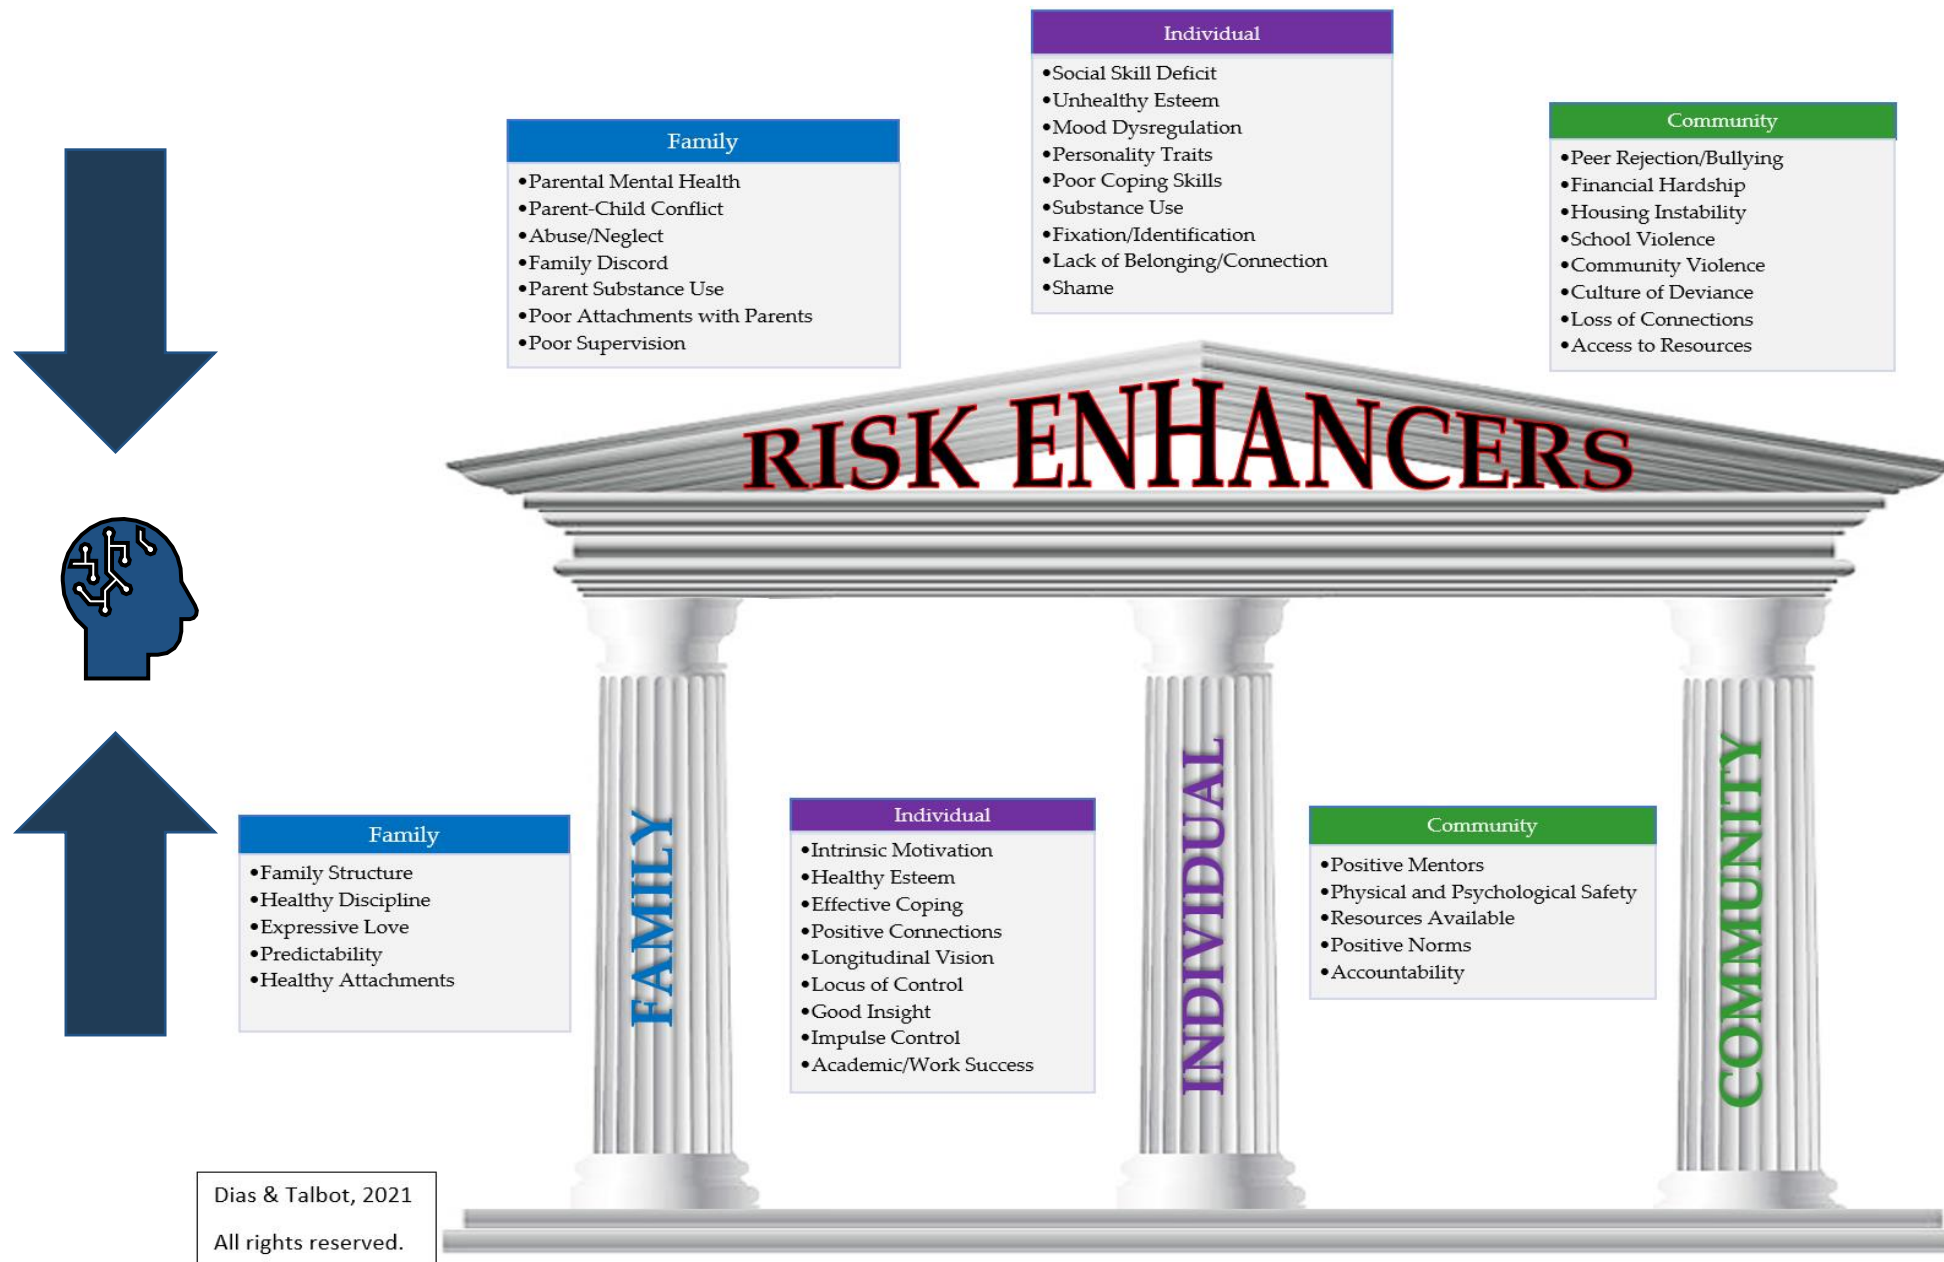 Individual
•Social Skill Deficit
•Unhealthy Esteem
•Mood Dysregulation
•Personality Traits
•Poor Coping Skills
•Substance Use
•Fixation/Identification
•Lack of Belonging/Connection
•Shame
Family
•Parental Mental Health
•Parent-Child Conflict
•Abuse/Neglect
•Family Discord
•Parent Substance Use
•Poor Attachments with Parents
•Poor Supervision
Community
•Peer Rejection/Bullying
•Financial Hardship
•Housing Instability
•School Violence
•Community Violence
•Culture of Deviance
•Loss of Connections
•Access to Resources
RISK ENHANCERS
Family
•Family Structure
•Healthy Discipline
•Expressive Love
•Predictability
•Healthy Attachments
FAMILY
Individual
•Intrinsic Motivation
•Healthy Esteem
•Effective Coping
•Positive Connections
•Longitudinal Vision
•Locus of Control
•Good Insight
•Impulse Control
•Academic/Work Success
INDIVIDUAL
Community
•Positive Mentors
•Physical and Psychological Safety
•Resources Available
•Positive Norms
•Accountability
COMMUNITY
Dias & Talbot, 2021
All rights reserved.